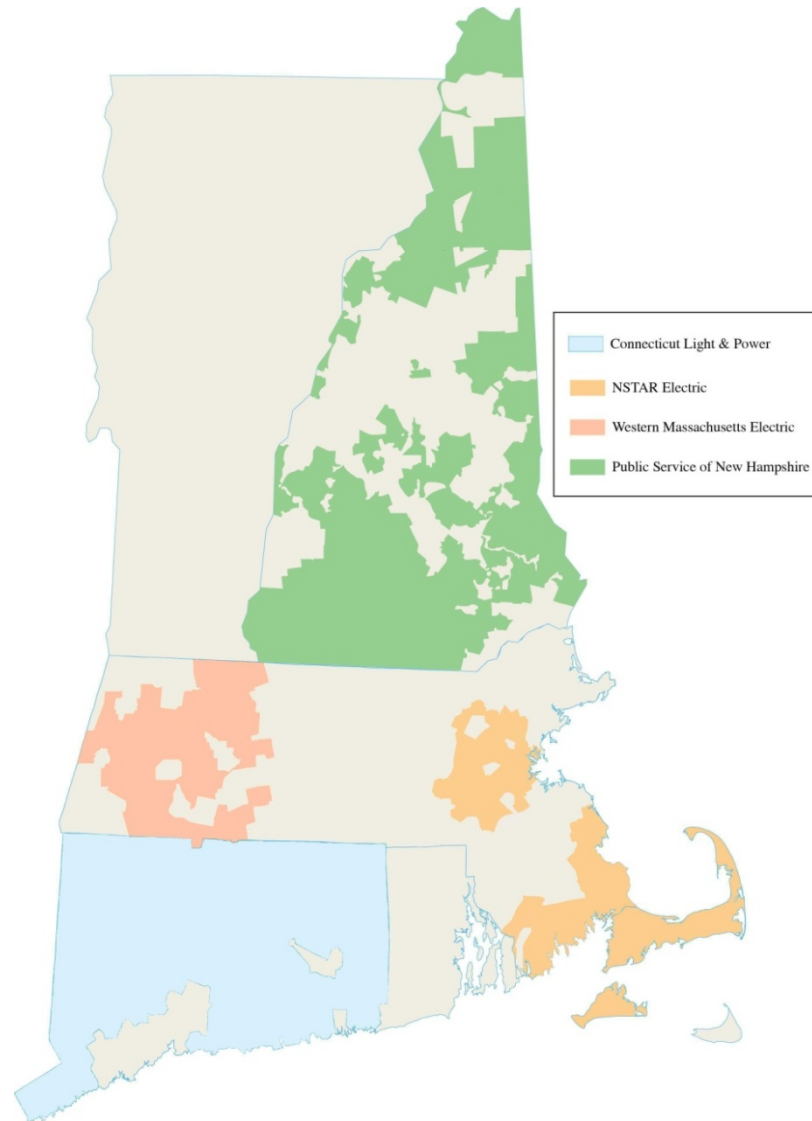 Connecticut Light & Power
NSTAR Electric
Western Massachusetts Electric
Public Service of New Hampshire